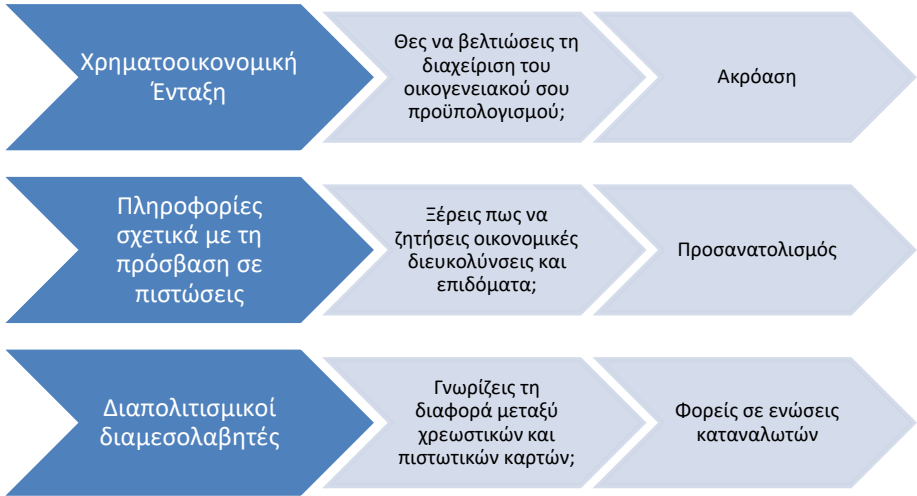 Χρηματοοικονομική
Ένταξη
Θες να βελτιώσεις τη
διαχείριση του
οικογενειακού σου
προϋπολογισμού;
Ακρόαση
Πληροφορίες
σχετικά με τη
πρόσβαση σε
πιστώσεις
Ξέρεις πως να
ζητήσεις οικονομικές
διευκολύνσεις και
επιδόματα;
Προσανατολισμός
Διαπολιτισμικοί
διαμεσολαβητές
Γνωρίζεις τη
διαφορά μεταξύ
χρεωστικών και
πιστωτικών καρτών;
Φορείς σε ενώσεις
καταναλωτών